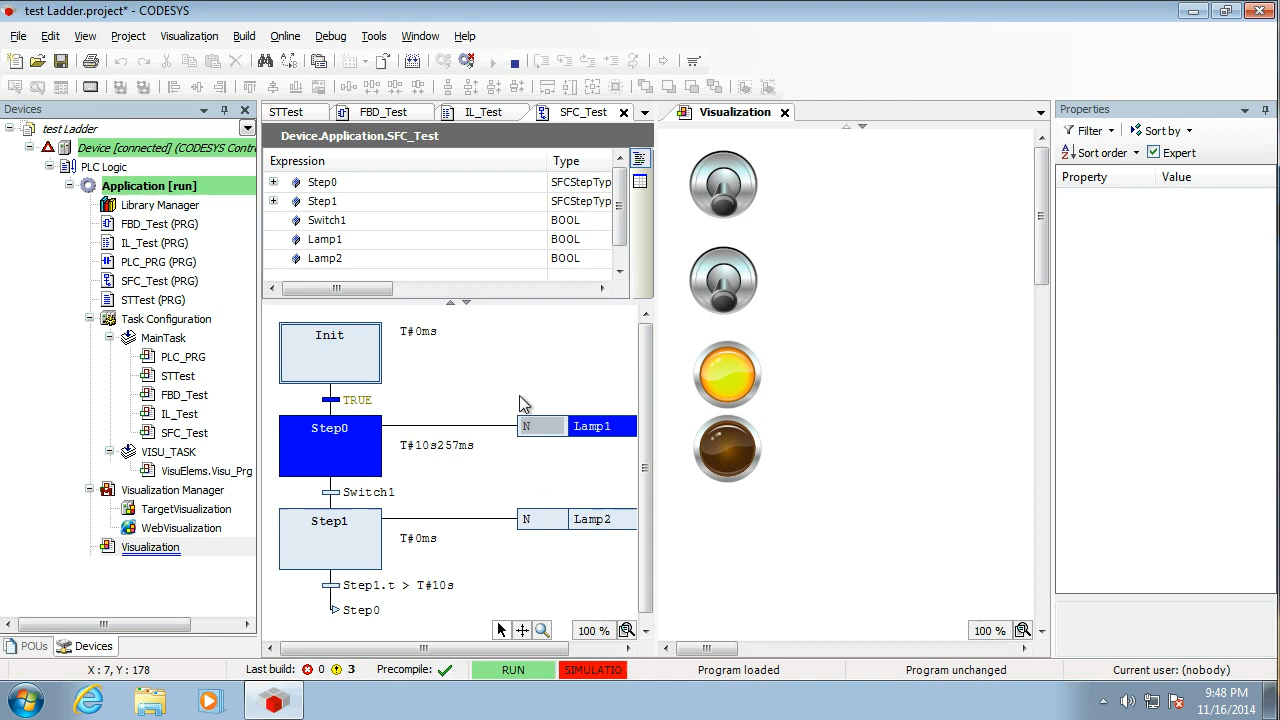 test Ladder.project* - CODESYS
File Edit View Project Visualization Build Online Debug Tools Window Help
Devices
test Ladder
Device [connected] (CODESYS Contr
PLC Logic
Application [run]
Library Manager
FBD_Test (PRG)
IL_Test (PRG)
PLC_PRG (PRG)
SFC_Test (PRG)
STTest (PRG)
Task Configuration
MainTask
PLC_PRG
STTest
FBD_Test
IL_Test
SFC_Test
VISU_TASK
VisuElems.Visu_Prg
Visualization Manager
TargetVisualization
WebVisualization
Visualization
POUs Devices
STTest FBD_Test IL_Test SFC_Test
Device.Application.SFC_Test
Expression Type
Step0 SFCStepTyp
Step1 SFCStepTyp
Switch1 BOOL
Lamp1 BOOL
Lamp2 BOOL
Init T#0ms
TRUE
Step0 N Lamp1
T#10s257ms
Switch1
Step1 N Lamp2
T#0ms
Step1.t > T#10s
Step0
100 %
Visualization
100 %
Properties
Filter Sort by
Sort order Expert
Property Value
X : 7, Y : 178 Last build: 0 3 Precompile: RUN SIMULATIO Program loaded Program unchanged Current user: (nobody)
9:48 PM
11/16/2014